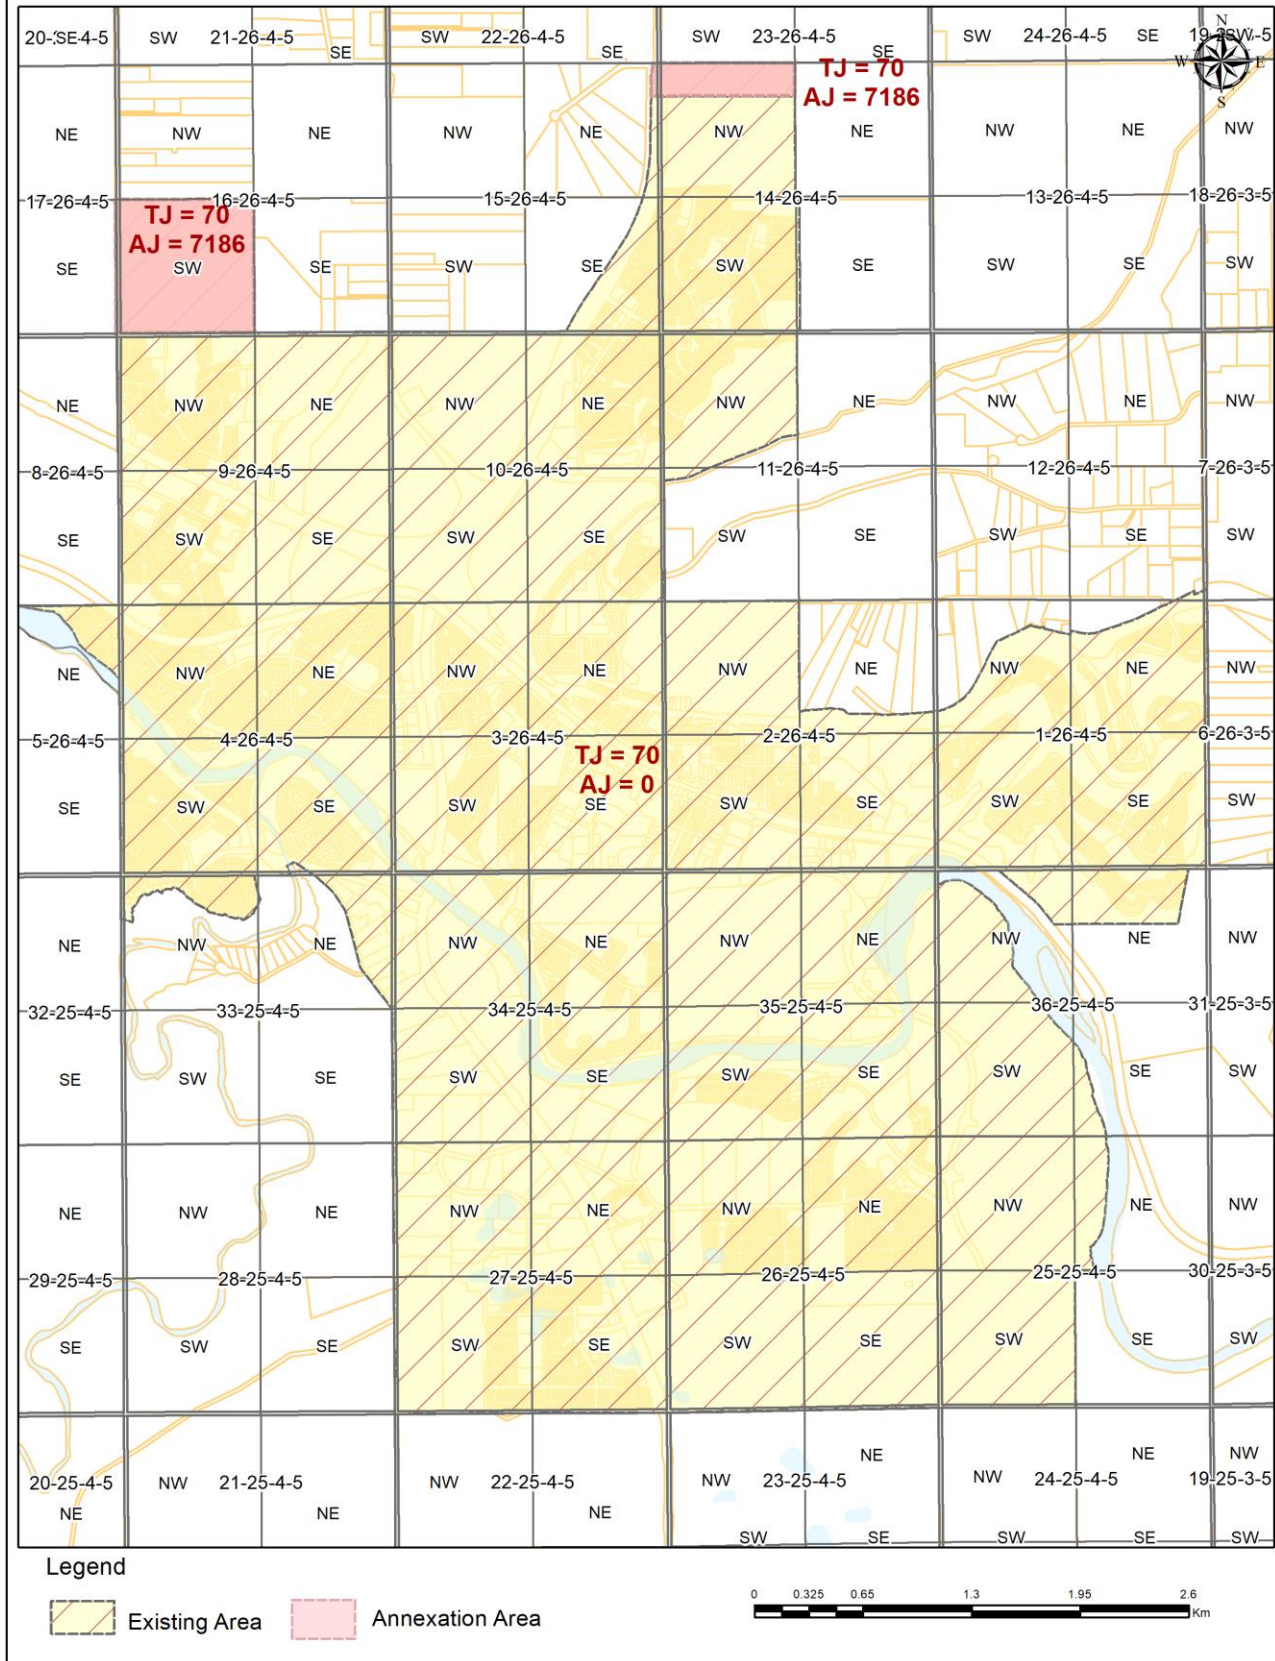 20-26-4-5 SE SW 21-26-4-5 SE SW 22-26-4-5 SE SW 23-26-4-5 SE SW 24-26-4-5 SE SW
N
W E
S
TJ = 70
AJ = 7186
NE NW NE NW NE NW NE NW NE NW
17-26-4-5 16-26-4-5 15-26-4-5 14-26-4-5 13-26-4-5 18-26-3-5
TJ = 70
AJ = 7186
SE SW SE SW SE SW SE SW SE SW
NE NW NE NW NE NW NE NW NE NW
8-26-4-5 9-26-4-5 10-26-4-5 11-26-4-5 12-26-4-5 7-26-3-5
SE SW SE SW SE SW SE SW SE SW
NE NW NE NW NE NW NE NW NE NW
5-26-4-5 4-26-4-5 3-26-4-5 2-26-4-5 1-26-4-5 6-26-3-5
TJ = 70
AJ = 0
SE SW SE SW SE SW SE SW SE SW
NE NW NE NW NE NW NE NW NE NW
32-25-4-5 33-25-4-5 34-25-4-5 35-25-4-5 36-25-4-5 31-25-3-5
SE SW SE SW SE SW SE SW SE SW
NE NW NE NW NE NW NE NW NE NW
29-25-4-5 28-25-4-5 27-25-4-5 26-25-4-5 25-25-4-5 30-25-3-5
SE SW SE SW SE SW SE SW SE SW
NE NE NW
20-25-4-5 NW 21-25-4-5 NW 22-25-4-5 NW 23-25-4-5 NW 24-25-4-5 19-25-3-5
NE NE NE
SW SE SW SE SW
Legend
Existing Area
Annexation Area
0 0.325 0.65 1.3 1.95 2.6
Km